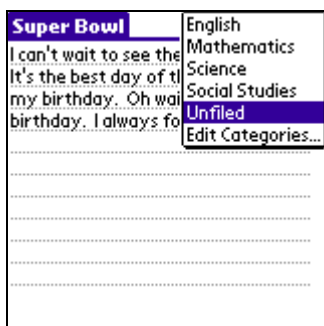 Super Bowl
I can't wait to see the
It's the best day of t
my birthday. Oh wai
birthday. I always fo
English
Mathematics
Science
Social Studies
Unfiled
Edit Categories...